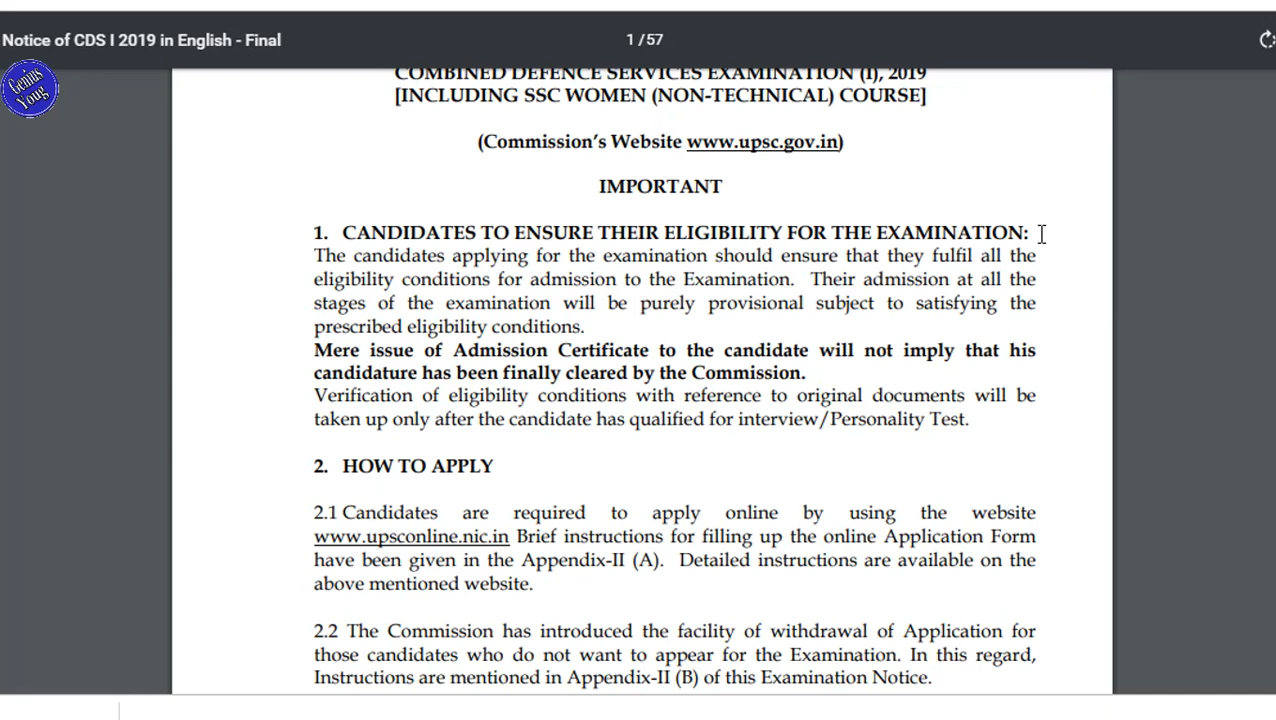 Notice of CDS I 2019 in English - Final
1 / 57
Genius
Youg
COMBINED DEFENCE SERVICES EXAMINATION (I), 2019
[INCLUDING SSC WOMEN (NON-TECHNICAL) COURSE]
(Commission's Website www.upsc.gov.in)
IMPORTANT
1. CANDIDATES TO ENSURE THEIR ELIGIBILITY FOR THE EXAMINATION:
The candidates applying for the examination should ensure that they fulfil all the
eligibility conditions for admission to the Examination. Their admission at all the
stages of the examination will be purely provisional subject to satisfying the
prescribed eligibility conditions.
Mere issue of Admission Certificate to the candidate will not imply that his
candidature has been finally cleared by the Commission.
Verification of eligibility conditions with reference to original documents will be
taken up only after the candidate has qualified for interview/Personality Test.
2. HOW TO APPLY
2.1 Candidates are required to apply online by using the website
www.upsconline.nic.in Brief instructions for filling up the online Application Form
have been given in the Appendix-II (A). Detailed instructions are available on the
above mentioned website.
2.2 The Commission has introduced the facility of withdrawal of Application for
those candidates who do not want to appear for the Examination. In this regard,
Instructions are mentioned in Appendix-II (B) of this Examination Notice.